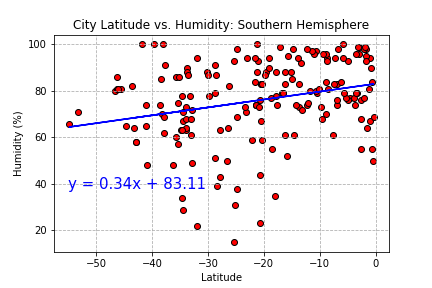 City Latitude vs. Humidity: Southern Hemisphere
100
80
60
40
20
Humidity (%)
y = 0.34x + 83.11
−50
−40
−30
−20
−10
0
Latitude